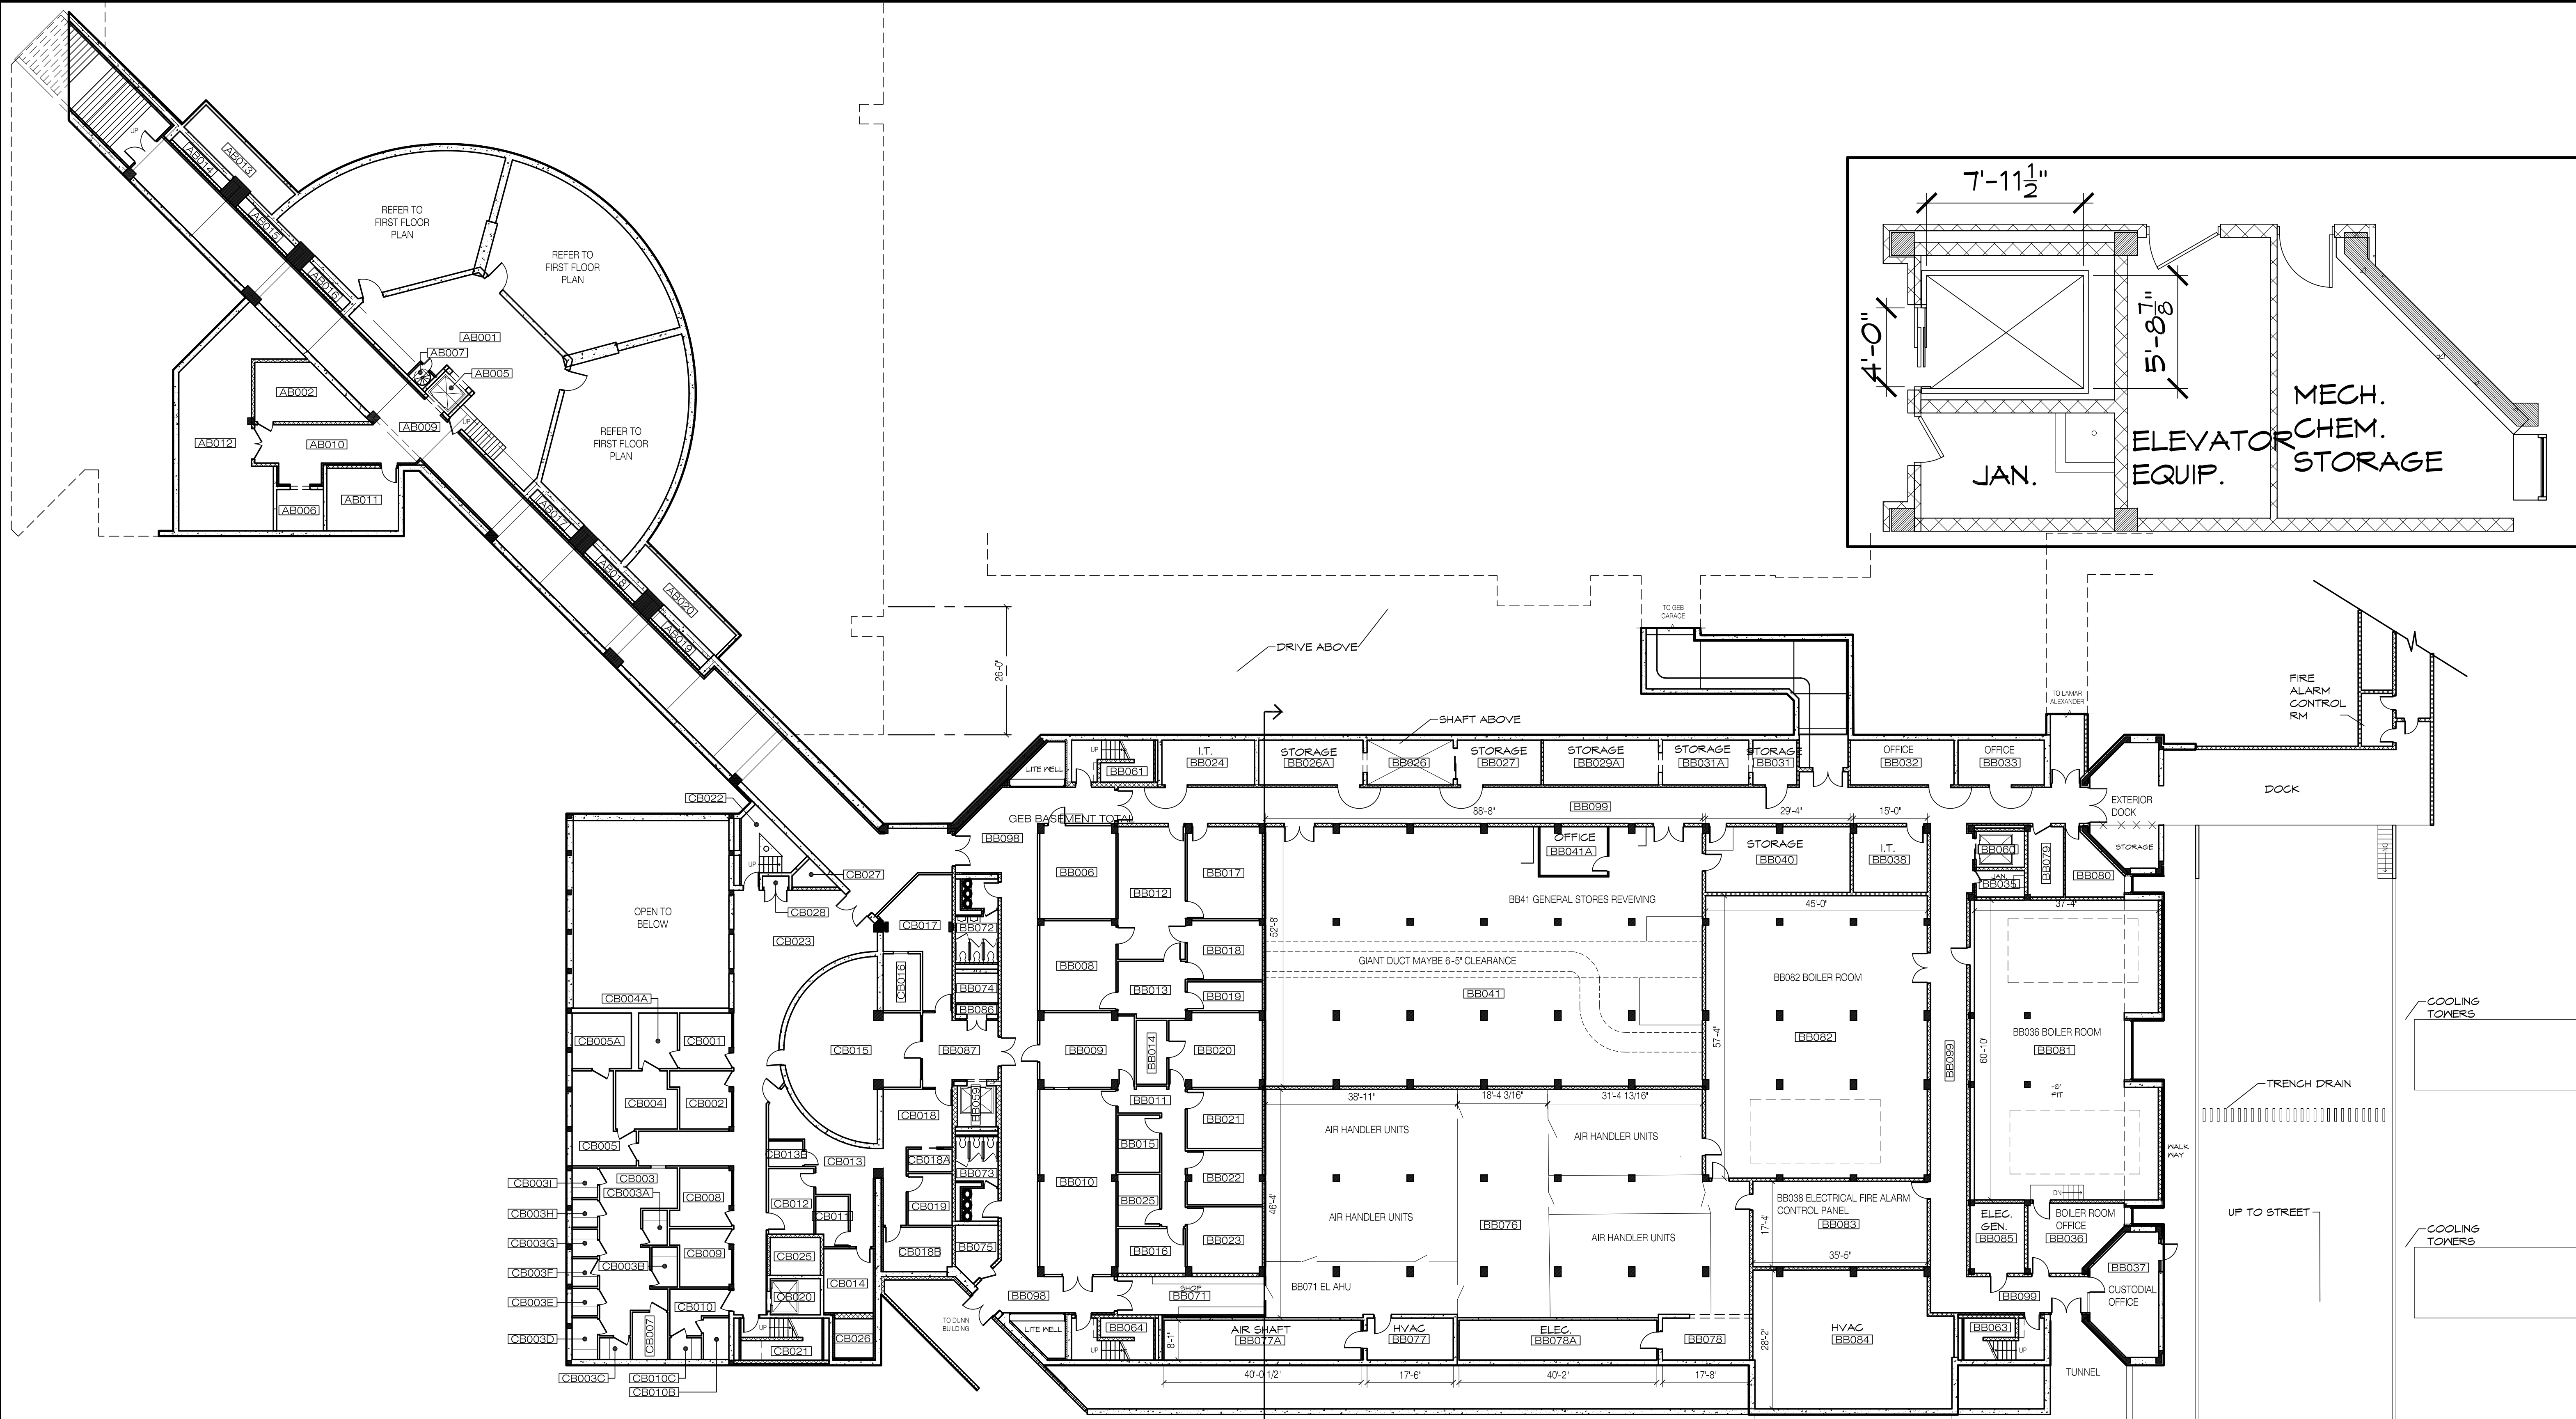 UP
AB014
AB013
AB015
AB016
REFER TO
FIRST FLOOR
PLAN
REFER TO
FIRST FLOOR
PLAN
REFER TO
FIRST FLOOR
PLAN
AB001
AB007
AB005
AB002
AB009
UP
AB012
AB010
AB006
AB011
AB017
AB018
AB020
AB019
7'-11 1/2"
4'-0"
5'-8 7/8"
JAN.
ELEVATOR
EQUIP.
MECH.
CHEM.
STORAGE
26'-0"
DRIVE ABOVE
SHAFT ABOVE
TO GEB
GARAGE
TO LAMAR
ALEXANDER
FIRE
ALARM
CONTROL
RM
DOCK
EXTERIOR
DOCK
STORAGE
DN
LITE WELL
UP
BB061
I.T.
BB024
STORAGE
BB026A
BB026
STORAGE
BB027
STORAGE
BB029A
STORAGE
BB031A
STORAGE
BB031
OFFICE
BB032
OFFICE
BB033
BB099
88'-8"
29'-4"
15'-0"
GEB BASEMENT TOTAL
BB098
CB022
UP
CB027
CB028
CB023
OPEN TO
BELOW
CB017
BB072
CB016
BB074
BB086
BB087
CB015
CB004A
CB005A
CB001
CB004
CB002
CB005
CB018
BB059
CB013B
CB013
CB018A
BB073
CB003I
CB003
CB003A
CB008
CB012
CB011
CB019
CB003H
CB003G
CB003B
CB009
CB025
CB018B
BB075
CB003F
CB003E
CB010
CB020
CB014
CB003D
CB007
UP
CB021
CB026
CB003C
CB010C
CB010B
TO DUNN
BUILDING
BB006
BB012
BB017
BB008
BB018
BB013
BB019
BB009
BB014
BB020
BB011
BB021
BB015
BB010
BB022
BB025
BB016
BB023
BB098
SHOP
BB071
LITE WELL
BB064
UP
OFFICE
BB041A
BB41 GENERAL STORES REVEIVING
52'-8"
GIANT DUCT MAYBE 6'-5" CLEARANCE
BB041
38'-11"
18'-4 3/16"
31'-4 13/16"
AIR HANDLER UNITS
AIR HANDLER UNITS
AIR HANDLER UNITS
AIR HANDLER UNITS
46'-4"
BB076
BB071 EL AHU
AIR SHAFT
BB077A
8'-1"
HVAC
BB077
ELEC.
BB078A
BB078
40'-0 1/2"
17'-6"
40'-2"
17'-8"
STORAGE
BB040
I.T.
BB038
45'-0"
BB082 BOILER ROOM
BB082
57'-4"
BB099
BB038 ELECTRICAL FIRE ALARM
CONTROL PANEL
BB083
17'-4"
35'-5"
HVAC
BB084
28'-2"
BB060
JAN.
BB035
BB079
BB080
37'-4"
BB036 BOILER ROOM
BB081
60'-10"
-8'
PIT
DN
ELEC.
GEN.
BB085
BOILER ROOM
OFFICE
BB036
BB037
CUSTODIAL
OFFICE
BB099
BB063
UP
TUNNEL
WALK
WAY
COOLING
TOWERS
TRENCH DRAIN
UP TO STREET
COOLING
TOWERS